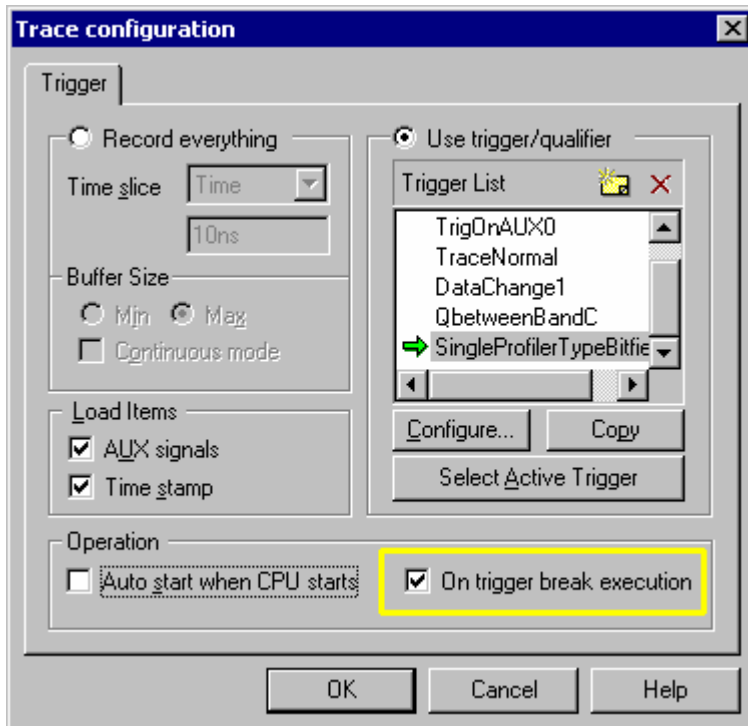 Trace configuration
Trigger
Record everything
Time slice
Time
10ns
Buffer Size
Min
Max
Continuous mode
Load Items
AUX signals
Time stamp
Use trigger/qualifier
Trigger List
TrigOnAUX0
TraceNormal
DataChange1
QbetweenBandC
SingleProfilerTypeBitfie
Configure...
Copy
Select Active Trigger
Operation
Auto start when CPU starts
On trigger break execution
OK
Cancel
Help